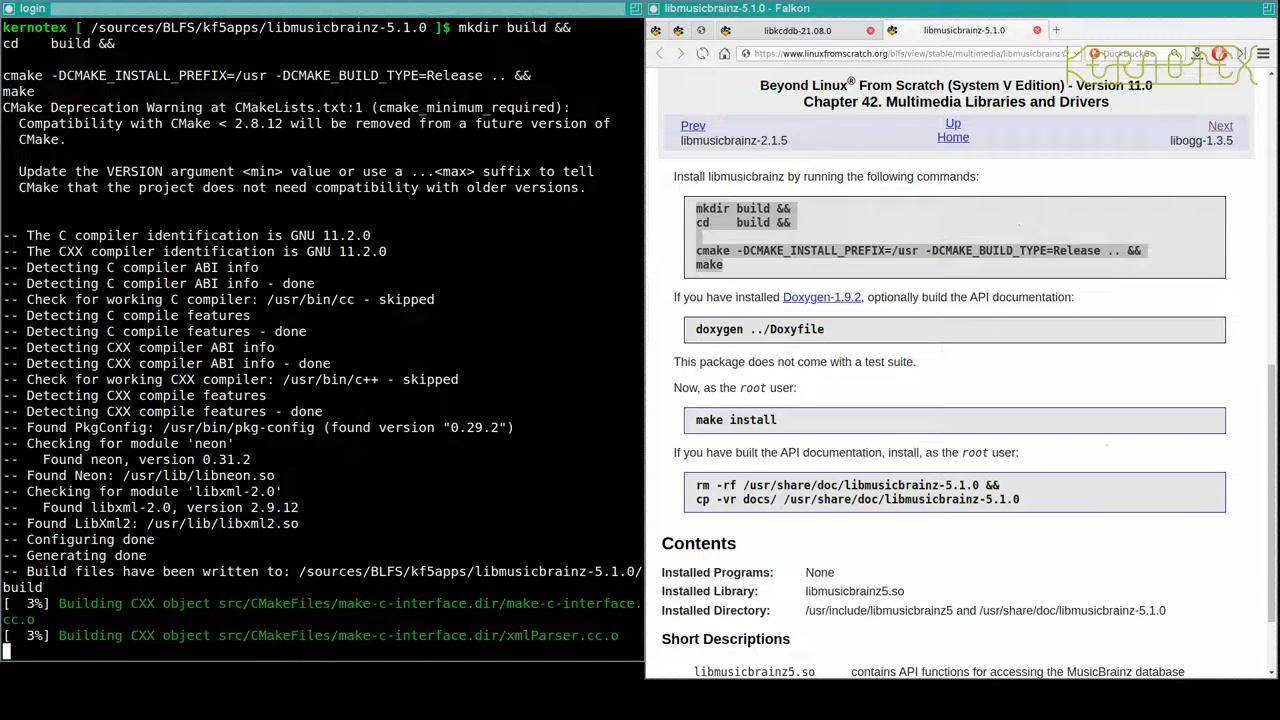 login
kernotex [ /sources/BLFS/kf5apps/libmusicbrainz-5.1.0 ]$ mkdir build &&
cd    build &&
cmake -DCMAKE_INSTALL_PREFIX=/usr -DCMAKE_BUILD_TYPE=Release .. &&
make
CMake Deprecation Warning at CMakeLists.txt:1 (cmake_minimum_required):
  Compatibility with CMake < 2.8.12 will be removed from a future version of
  CMake.
  Update the VERSION argument <min> value or use a ...<max> suffix to tell
  CMake that the project does not need compatibility with older versions.
-- The C compiler identification is GNU 11.2.0
-- The CXX compiler identification is GNU 11.2.0
-- Detecting C compiler ABI info
-- Detecting C compiler ABI info - done
-- Check for working C compiler: /usr/bin/cc - skipped
-- Detecting C compile features
-- Detecting C compile features - done
-- Detecting CXX compiler ABI info
-- Detecting CXX compiler ABI info - done
-- Check for working CXX compiler: /usr/bin/c++ - skipped
-- Detecting CXX compile features
-- Detecting CXX compile features - done
-- Found PkgConfig: /usr/bin/pkg-config (found version "0.29.2")
-- Checking for module 'neon'
--   Found neon, version 0.31.2
-- Found Neon: /usr/lib/libneon.so
-- Checking for module 'libxml-2.0'
--   Found libxml-2.0, version 2.9.12
-- Found LibXml2: /usr/lib/libxml2.so
-- Configuring done
-- Generating done
-- Build files have been written to: /sources/BLFS/kf5apps/libmusicbrainz-5.1.0/
build
[  3%] Building CXX object src/CMakeFiles/make-c-interface.dir/make-c-interface.
cc.o
[  3%] Building CXX object src/CMakeFiles/make-c-interface.dir/xmlParser.cc.o
libmusicbrainz-5.1.0 - Falkon
libkcddb-21.08.0
libmusicbrainz-5.1.0
https://www.linuxfromscratch.org/blfs/view/stable/multimedia/libmusicbrainz
DuckDuckGo
KERNOTEX
Beyond Linux® From Scratch (System V Edition) - Version 11.0
Chapter 42. Multimedia Libraries and Drivers
Prev
Up
Next
libmusicbrainz-2.1.5
Home
libogg-1.3.5
Install libmusicbrainz by running the following commands:
mkdir build &&
cd    build &&
cmake -DCMAKE_INSTALL_PREFIX=/usr -DCMAKE_BUILD_TYPE=Release .. &&
make
If you have installed Doxygen-1.9.2, optionally build the API documentation:
doxygen ../Doxyfile
This package does not come with a test suite.
Now, as the root user:
make install
If you have built the API documentation, install, as the root user:
rm -rf /usr/share/doc/libmusicbrainz-5.1.0 &&
cp -vr docs/ /usr/share/doc/libmusicbrainz-5.1.0
Contents
Installed Programs: None
Installed Library: libmusicbrainz5.so
Installed Directory: /usr/include/libmusicbrainz5 and /usr/share/doc/libmusicbrainz-5.1.0
Short Descriptions
libmusicbrainz5.so contains API functions for accessing the MusicBrainz database